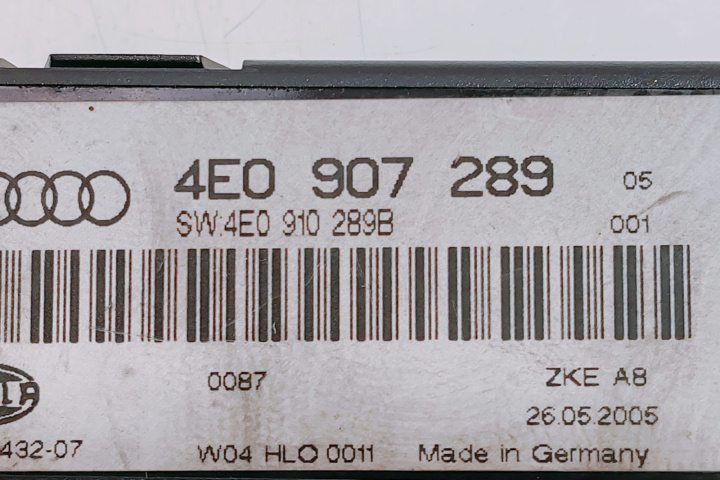 4E0 907 289 05
SW:4E0 910 289B 001
0087 ZKE A8
26.05.2005
432-07 W04 HLO 0011 Made in Germany